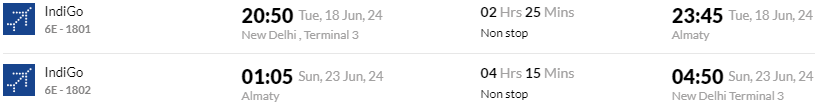 IndiGo
6E - 1801
20:50 Tue, 18 Jun, 24
New Delhi , Terminal 3
02 Hrs 25 Mins
Non stop
23:45 Tue, 18 Jun, 24
Almaty
IndiGo
6E - 1802
01:05 Sun, 23 Jun, 24
Almaty
04 Hrs 15 Mins
Non stop
04:50 Sun, 23 Jun, 24
New Delhi Terminal 3